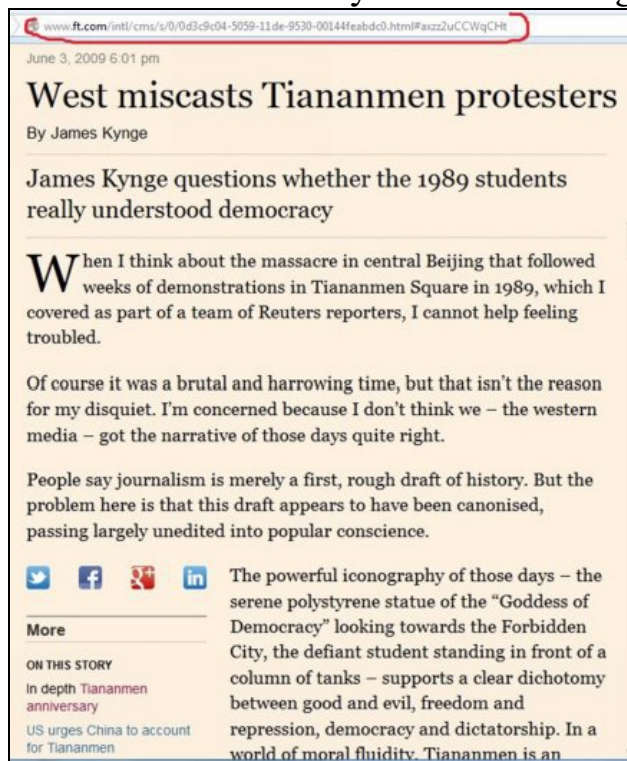 www.ft.com/intl/cms/s/0/0d3c9c04-5059-11de-9530-00144feabdc0.html#axzz2uCCWqCHt
June 3, 2009 6:01 pm
West miscasts Tiananmen protesters
By James Kynge
James Kynge questions whether the 1989 students
really understood democracy
When I think about the massacre in central Beijing that followed
weeks of demonstrations in Tiananmen Square in 1989, which I
covered as part of a team of Reuters reporters, I cannot help feeling
troubled.
Of course it was a brutal and harrowing time, but that isn't the reason
for my disquiet. I'm concerned because I don't think we – the western
media – got the narrative of those days quite right.
People say journalism is merely a first, rough draft of history. But the
problem here is that this draft appears to have been canonised,
passing largely unedited into popular conscience.
More
ON THIS STORY
In depth Tiananmen
anniversary
US urges China to account
for Tiananmen
The powerful iconography of those days – the
serene polystyrene statue of the "Goddess of
Democracy" looking towards the Forbidden
City, the defiant student standing in front of a
column of tanks – supports a clear dichotomy
between good and evil, freedom and
repression, democracy and dictatorship. In a
world of moral fluidity, Tiananmen is an